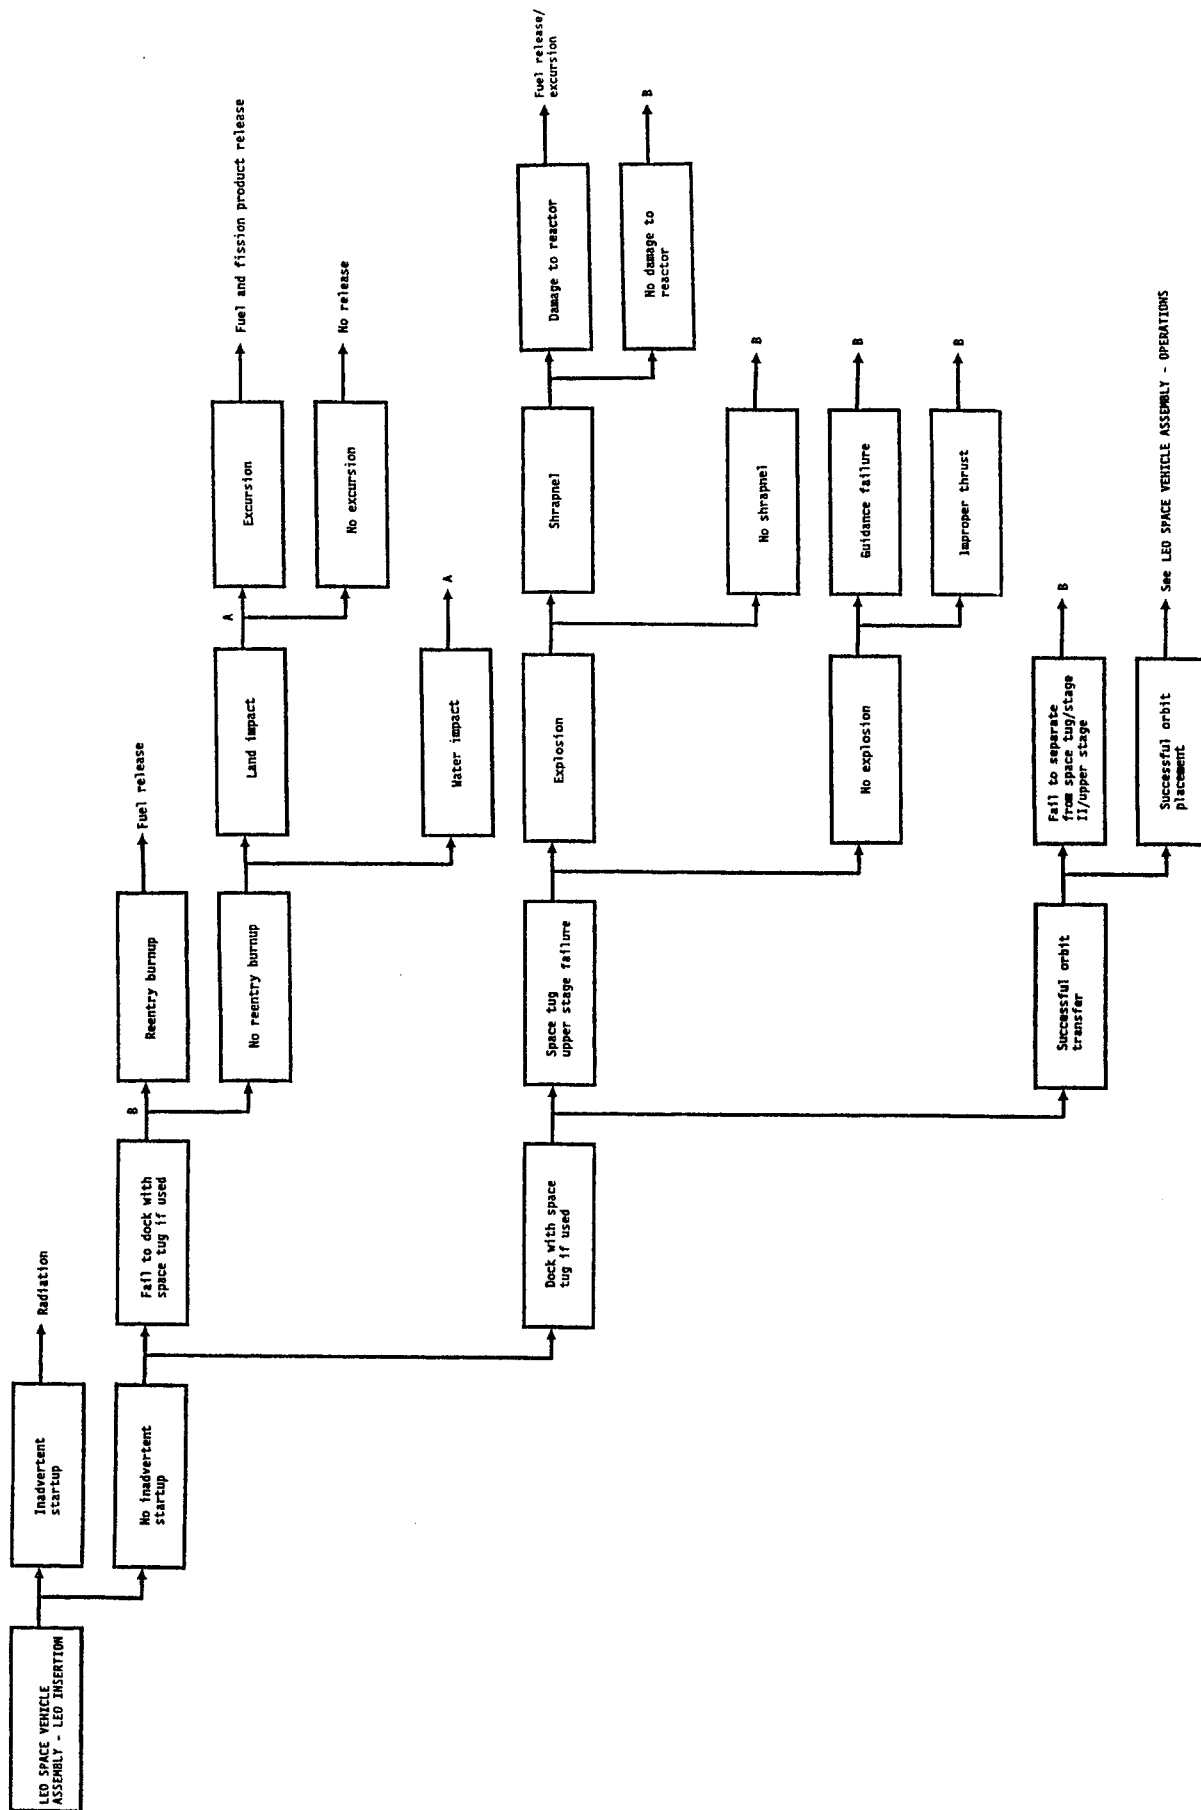 LEO SPACE VEHICLE
ASSEMBLY - LEO INSERTION
Inadvertent
startup
Radiation
No inadvertent
startup
Fail to dock with
space tug if used
B
Reentry burnup
Fuel release
No reentry burnup
Land impact
A
Excursion
Fuel and fission product release
No excursion
No release
Water impact
A
Dock with space
tug if used
Space tug
upper stage failure
Explosion
Shrapnel
Damage to reactor
Fuel release/
excursion
No damage to
reactor
B
No shrapnel
B
No explosion
Guidance failure
B
Improper thrust
B
Successful orbit
transfer
Fail to separate
from space tug/stage
II/upper stage
B
Successful orbit
placement
See LEO SPACE VEHICLE ASSEMBLY - OPERATIONS